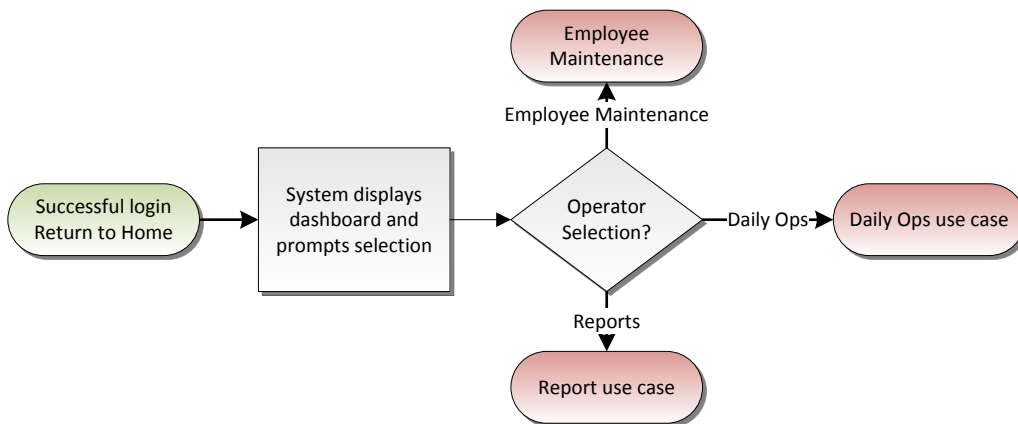 Employee
Maintenance
Employee Maintenance
Successful login
Return to Home
System displays
dashboard and
prompts selection
Operator
Selection?
Daily Ops
Daily Ops use case
Reports
Report use case